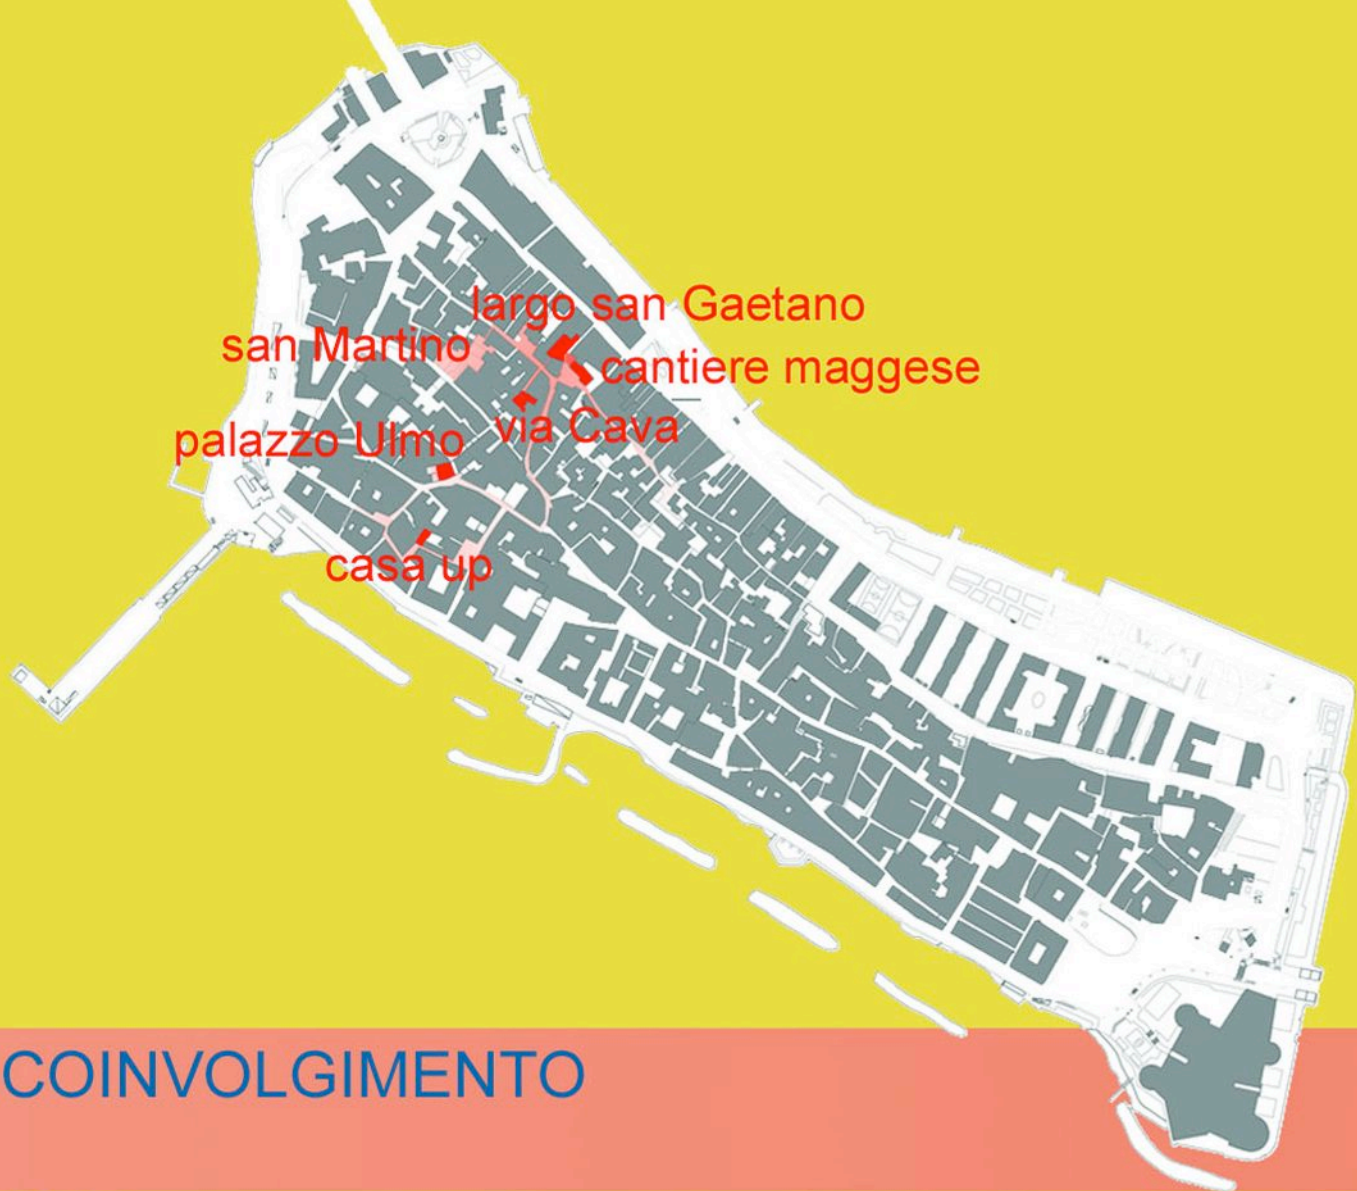 largo san Gaetano
san Martino
cantiere maggese
via Cava
palazzo Ulmo
casa up
COINVOLGIMENTO